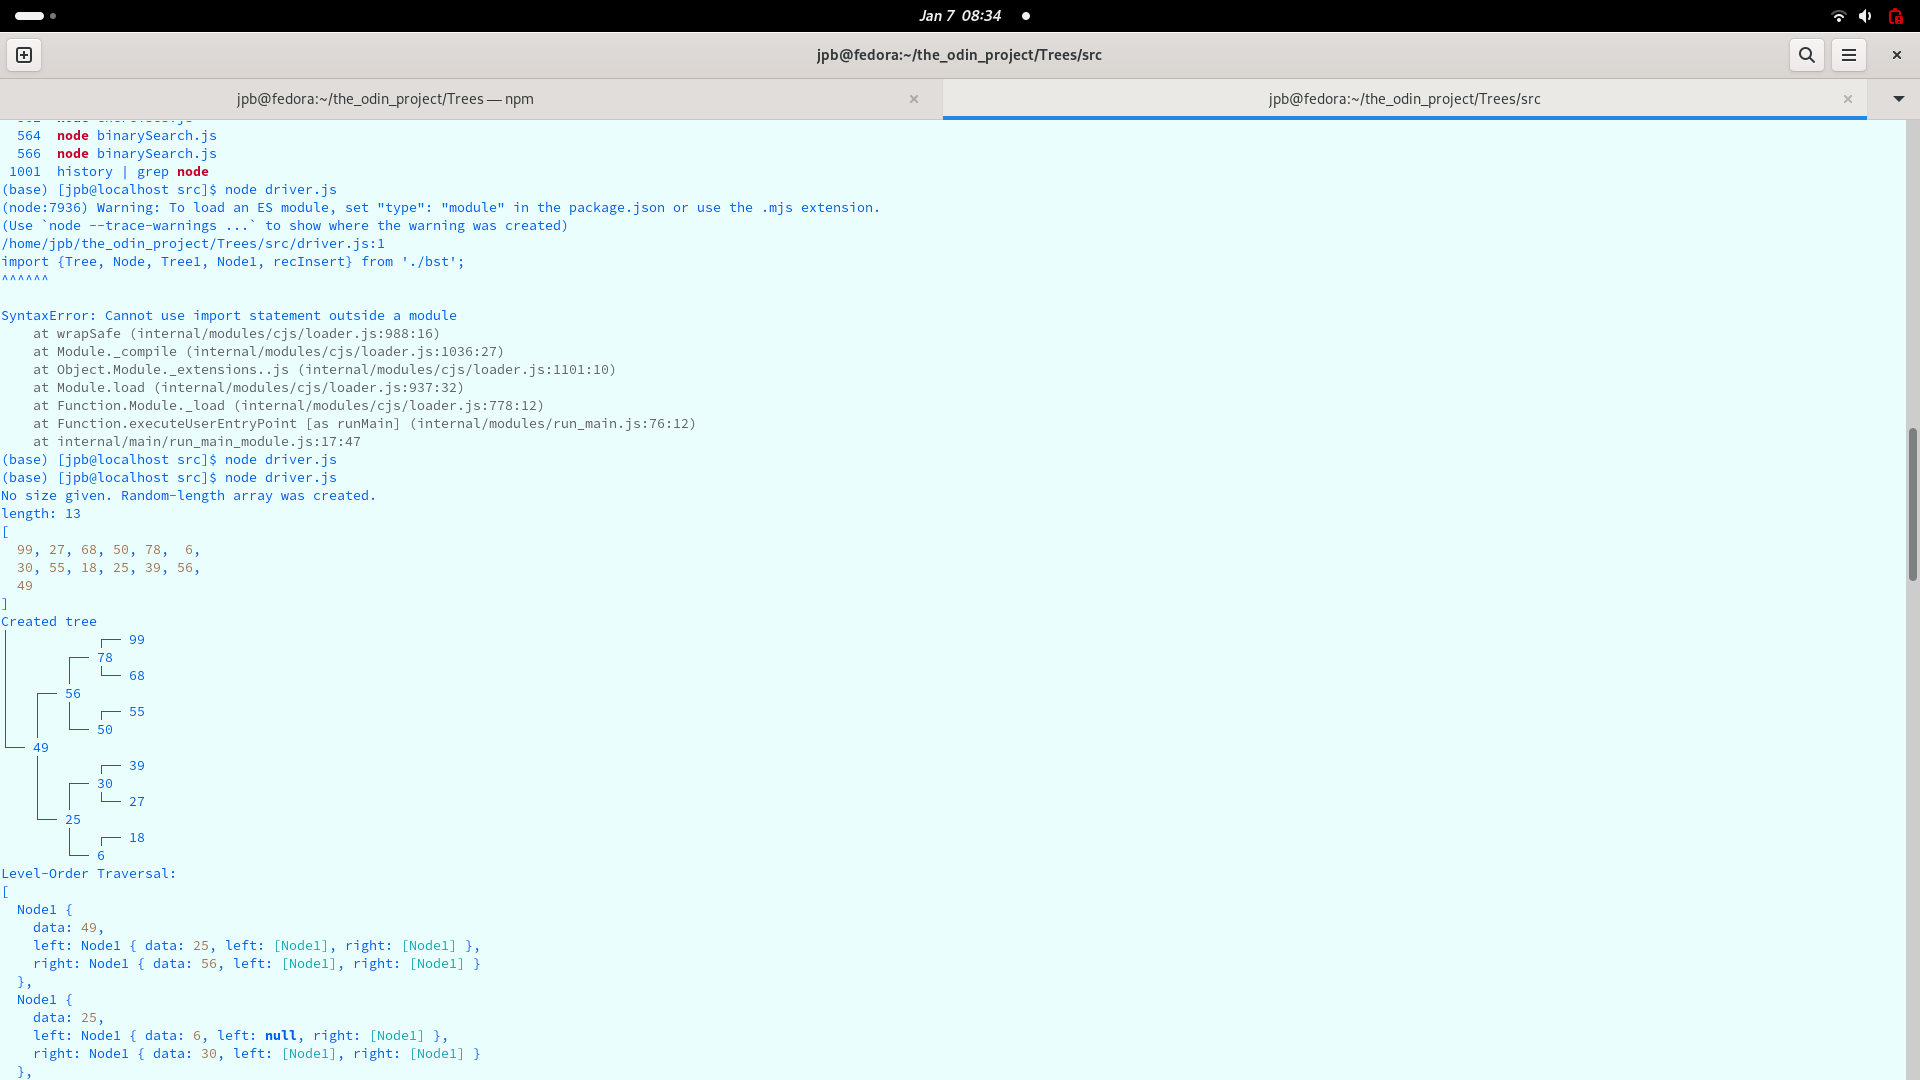 Jan 7  08:34
jpb@fedora:~/the_odin_project/Trees/src
jpb@fedora:~/the_odin_project/Trees — npm
jpb@fedora:~/the_odin_project/Trees/src
564  node binarySearch.js
566  node binarySearch.js
1001  history | grep node
(base) [jpb@localhost src]$ node driver.js
(node:7936) Warning: To load an ES module, set "type": "module" in the package.json or use the .mjs extension.
(Use `node --trace-warnings ...` to show where the warning was created)
/home/jpb/the_odin_project/Trees/src/driver.js:1
import {Tree, Node, Tree1, Node1, recInsert} from './bst';
^^^^^^
SyntaxError: Cannot use import statement outside a module
    at wrapSafe (internal/modules/cjs/loader.js:988:16)
    at Module._compile (internal/modules/cjs/loader.js:1036:27)
    at Object.Module._extensions..js (internal/modules/cjs/loader.js:1101:10)
    at Module.load (internal/modules/cjs/loader.js:937:32)
    at Function.Module._load (internal/modules/cjs/loader.js:778:12)
    at Function.executeUserEntryPoint [as runMain] (internal/modules/run_main.js:76:12)
    at internal/main/run_main_module.js:17:47
(base) [jpb@localhost src]$ node driver.js
(base) [jpb@localhost src]$ node driver.js
No size given. Random-length array was created.
length: 13
[
  99, 27, 68, 50, 78,  6,
  30, 55, 18, 25, 39, 56,
  49
]
Created tree
│           ┌── 99
│       ┌── 78
│       │   └── 68
│   ┌── 56
│   │   │   ┌── 55
│   │   └── 50
└── 49
    │       ┌── 39
    │   ┌── 30
    │   │   └── 27
    └── 25
        │   ┌── 18
        └── 6
Level-Order Traversal:
[
  Node1 {
    data: 49,
    left: Node1 { data: 25, left: [Node1], right: [Node1] },
    right: Node1 { data: 56, left: [Node1], right: [Node1] }
  },
  Node1 {
    data: 25,
    left: Node1 { data: 6, left: null, right: [Node1] },
    right: Node1 { data: 30, left: [Node1], right: [Node1] }
  },